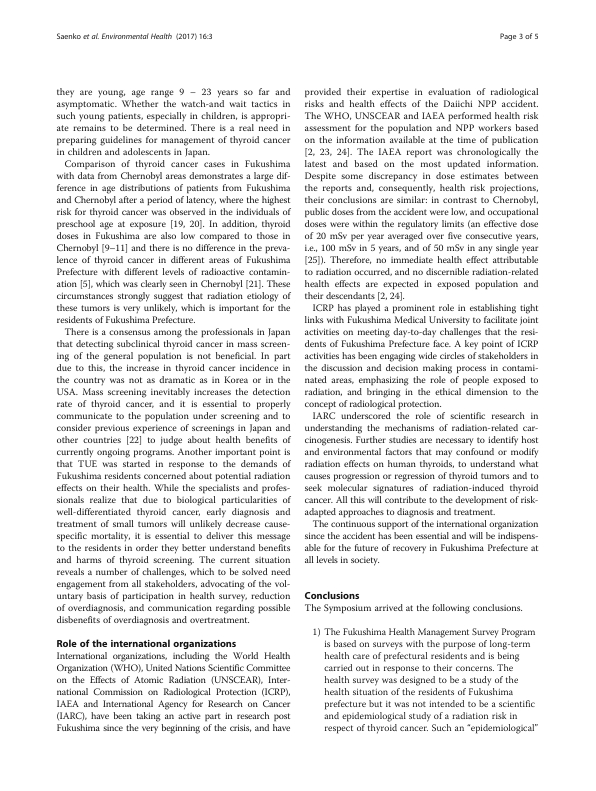 Saenko et al. Environmental Health (2017) 16:3
Page 3 of 5
they are young, age range 9 – 23 years so far and
asymptomatic. Whether the watch-and wait tactics in
such young patients, especially in children, is appropri-
ate remains to be determined. There is a real need in
preparing guidelines for management of thyroid cancer
in children and adolescents in Japan.
Comparison of thyroid cancer cases in Fukushima
with data from Chernobyl areas demonstrates a large dif-
ference in age distributions of patients from Fukushima
and Chernobyl after a period of latency, where the highest
risk for thyroid cancer was observed in the individuals of
preschool age at exposure [19, 20]. In addition, thyroid
doses in Fukushima are also low compared to those in
Chernobyl [9–11] and there is no difference in the preva-
lence of thyroid cancer in different areas of Fukushima
Prefecture with different levels of radioactive contamin-
ation [5], which was clearly seen in Chernobyl [21]. These
circumstances strongly suggest that radiation etiology of
these tumors is very unlikely, which is important for the
residents of Fukushima Prefecture.
There is a consensus among the professionals in Japan
that detecting subclinical thyroid cancer in mass screen-
ing of the general population is not beneficial. In part
due to this, the increase in thyroid cancer incidence in
the country was not as dramatic as in Korea or in the
USA. Mass screening inevitably increases the detection
rate of thyroid cancer, and it is essential to properly
communicate to the population under screening and to
consider previous experience of screenings in Japan and
other countries [22] to judge about health benefits of
currently ongoing programs. Another important point is
that TUE was started in response to the demands of
Fukushima residents concerned about potential radiation
effects on their health. While the specialists and profes-
sionals realize that due to biological particularities of
well-differentiated thyroid cancer, early diagnosis and
treatment of small tumors will unlikely decrease cause-
specific mortality, it is essential to deliver this message
to the residents in order they better understand benefits
and harms of thyroid screening. The current situation
reveals a number of challenges, which to be solved need
engagement from all stakeholders, advocating of the vol-
untary basis of participation in health survey, reduction
of overdiagnosis, and communication regarding possible
disbenefits of overdiagnosis and overtreatment.
Role of the international organizations
International organizations, including the World Health
Organization (WHO), United Nations Scientific Committee
on the Effects of Atomic Radiation (UNSCEAR), Inter-
national Commission on Radiological Protection (ICRP),
IAEA and International Agency for Research on Cancer
(IARC), have been taking an active part in research post
Fukushima since the very beginning of the crisis, and have
provided their expertise in evaluation of radiological
risks and health effects of the Daiichi NPP accident.
The WHO, UNSCEAR and IAEA performed health risk
assessment for the population and NPP workers based
on the information available at the time of publication
[2, 23, 24]. The IAEA report was chronologically the
latest and based on the most updated information.
Despite some discrepancy in dose estimates between
the reports and, consequently, health risk projections,
their conclusions are similar: in contrast to Chernobyl,
public doses from the accident were low, and occupational
doses were within the regulatory limits (an effective dose
of 20 mSv per year averaged over five consecutive years,
i.e., 100 mSv in 5 years, and of 50 mSv in any single year
[25]). Therefore, no immediate health effect attributable
to radiation occurred, and no discernible radiation-related
health effects are expected in exposed population and
their descendants [2, 24].
ICRP has played a prominent role in establishing tight
links with Fukushima Medical University to facilitate joint
activities on meeting day-to-day challenges that the resi-
dents of Fukushima Prefecture face. A key point of ICRP
activities has been engaging wide circles of stakeholders in
the discussion and decision making process in contami-
nated areas, emphasizing the role of people exposed to
radiation, and bringing in the ethical dimension to the
concept of radiological protection.
IARC underscored the role of scientific research in
understanding the mechanisms of radiation-related car-
cinogenesis. Further studies are necessary to identify host
and environmental factors that may confound or modify
radiation effects on human thyroids, to understand what
causes progression or regression of thyroid tumors and to
seek molecular signatures of radiation-induced thyroid
cancer. All this will contribute to the development of risk-
adapted approaches to diagnosis and treatment.
The continuous support of the international organization
since the accident has been essential and will be indispens-
able for the future of recovery in Fukushima Prefecture at
all levels in society.
Conclusions
The Symposium arrived at the following conclusions.
1) The Fukushima Health Management Survey Program
is based on surveys with the purpose of long-term
health care of prefectural residents and is being
carried out in response to their concerns. The
health survey was designed to be a study of the
health situation of the residents of Fukushima
prefecture but it was not intended to be a scientific
and epidemiological study of a radiation risk in
respect of thyroid cancer. Such an “epidemiological”